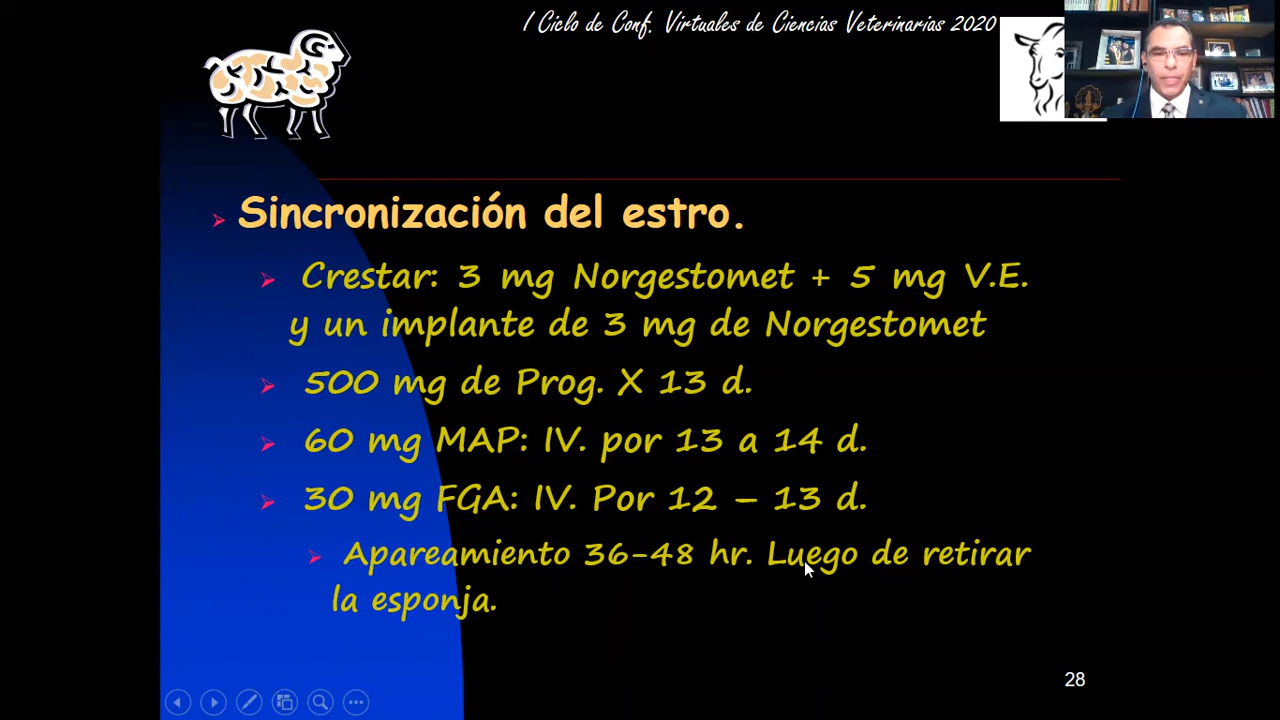 I Ciclo de Conf. Virtuales de Ciencias Veterinarias 2020
Sincronización del estro.
Crestar: 3 mg Norgestomet + 5 mg V.E.
y un implante de 3 mg de Norgestomet
500 mg de Prog. X 13 d.
60 mg MAP: IV. por 13 a 14 d.
30 mg FGA: IV. Por 12 – 13 d.
Apareamiento 36-48 hr. Luego de retirar
la esponja.
28